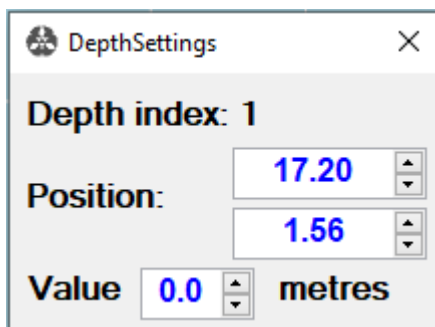 DepthSettings
Depth index: 1
17.20
Position:
1.56
Value 0.0 metres